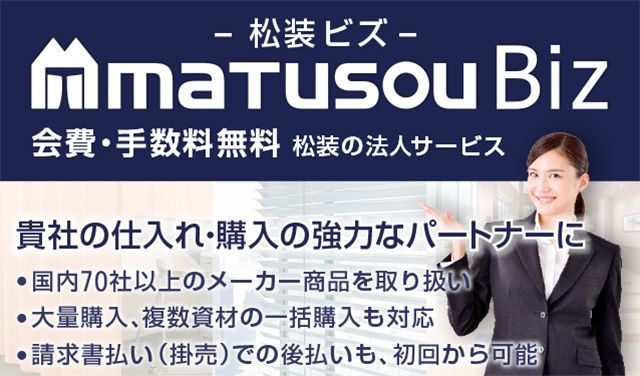 – 松装ビズ –
matusou Biz
会費・手数料無料 松装の法人サービス
貴社の仕入れ・購入の強力なパートナーに
●国内70社以上のメーカー商品を取り扱い
●大量購入、複数資材の一括購入も対応
●請求書払い（掛売）での後払いも、初回から可能*